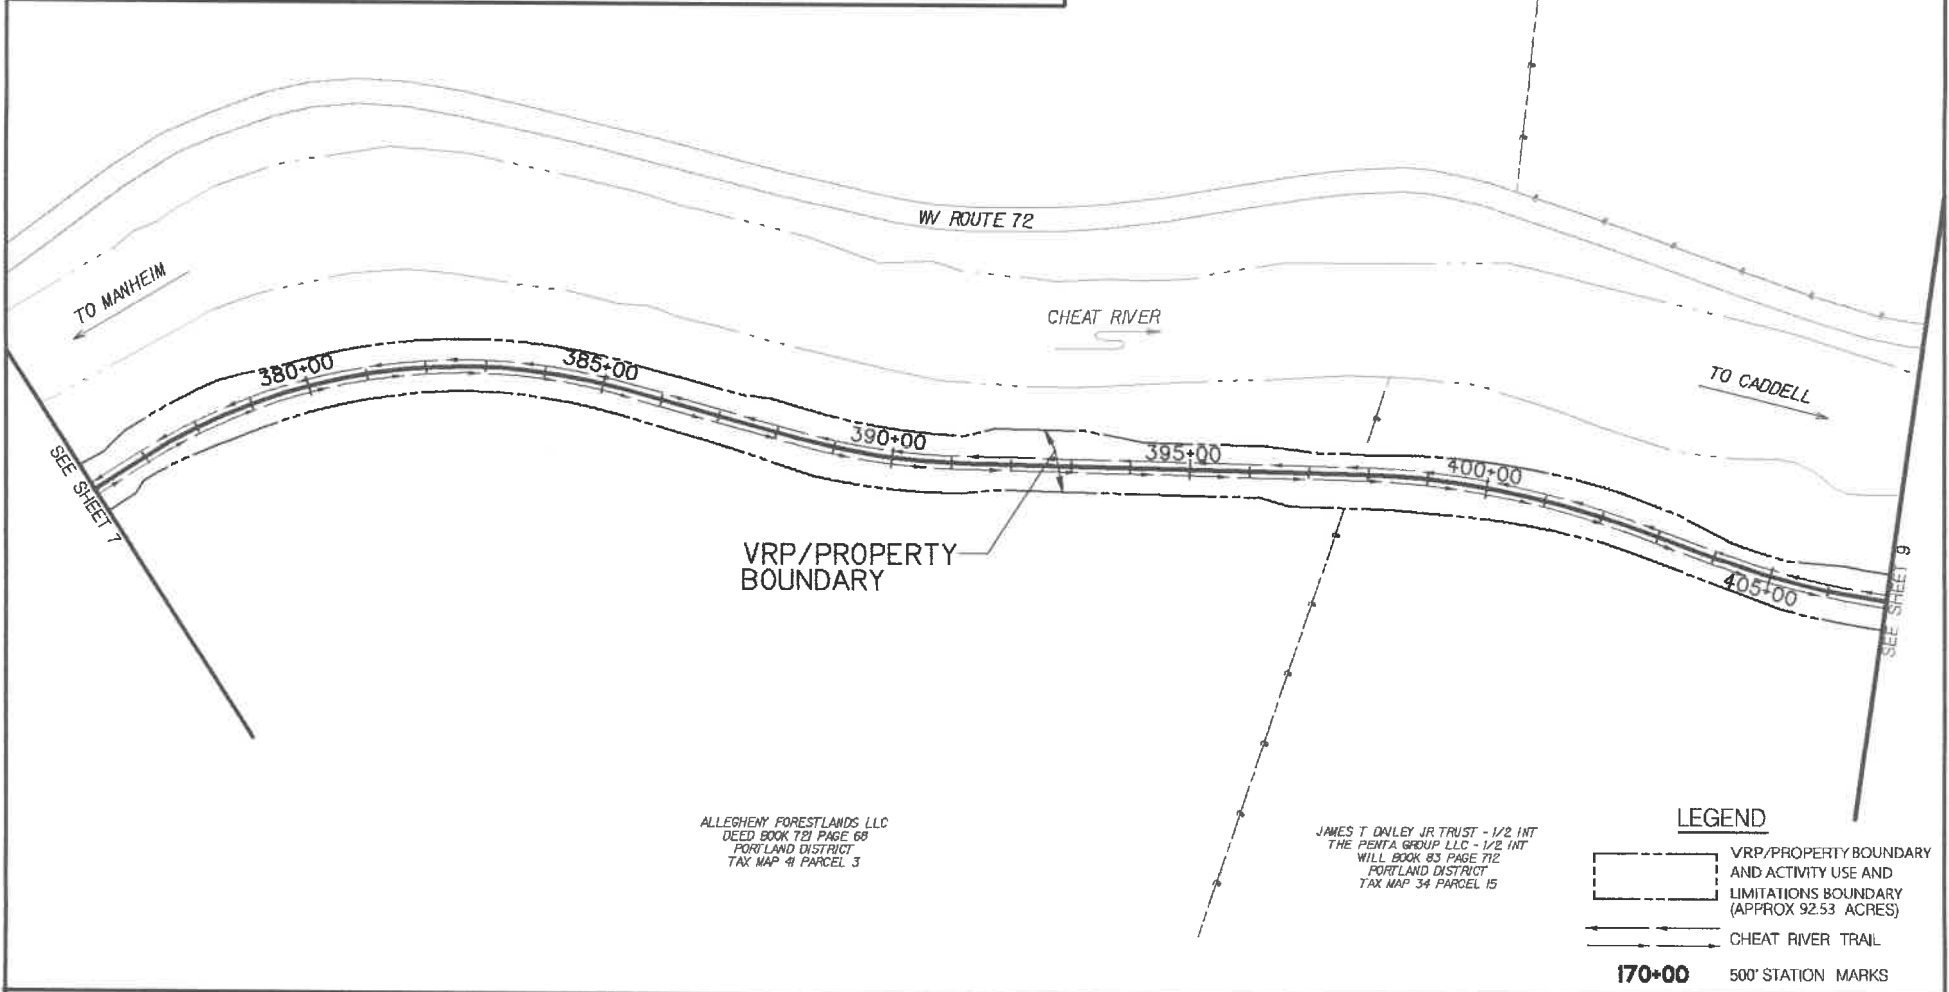 WV ROUTE 72
TO MANHEIM
CHEAT RIVER
TO CADDELL
380+00
385+00
390+00
395+00
400+00
405+00
SEE SHEET 7
SEE SHEET 9
VRP/PROPERTY
BOUNDARY
ALLEGHENY FORESTLANDS LLC
DEED BOOK 721 PAGE 68
PORTLAND DISTRICT
TAX MAP 41 PARCEL 3
JAMES T DAILEY JR TRUST - 1/2 INT
THE PENTA GROUP LLC - 1/2 INT
WILL BOOK 83 PAGE 712
PORTLAND DISTRICT
TAX MAP 34 PARCEL 15
LEGEND
VRP/PROPERTY BOUNDARY
AND ACTIVITY USE AND
LIMITATIONS BOUNDARY
(APPROX 92.53 ACRES)
CHEAT RIVER TRAIL
170+00 500' STATION MARKS